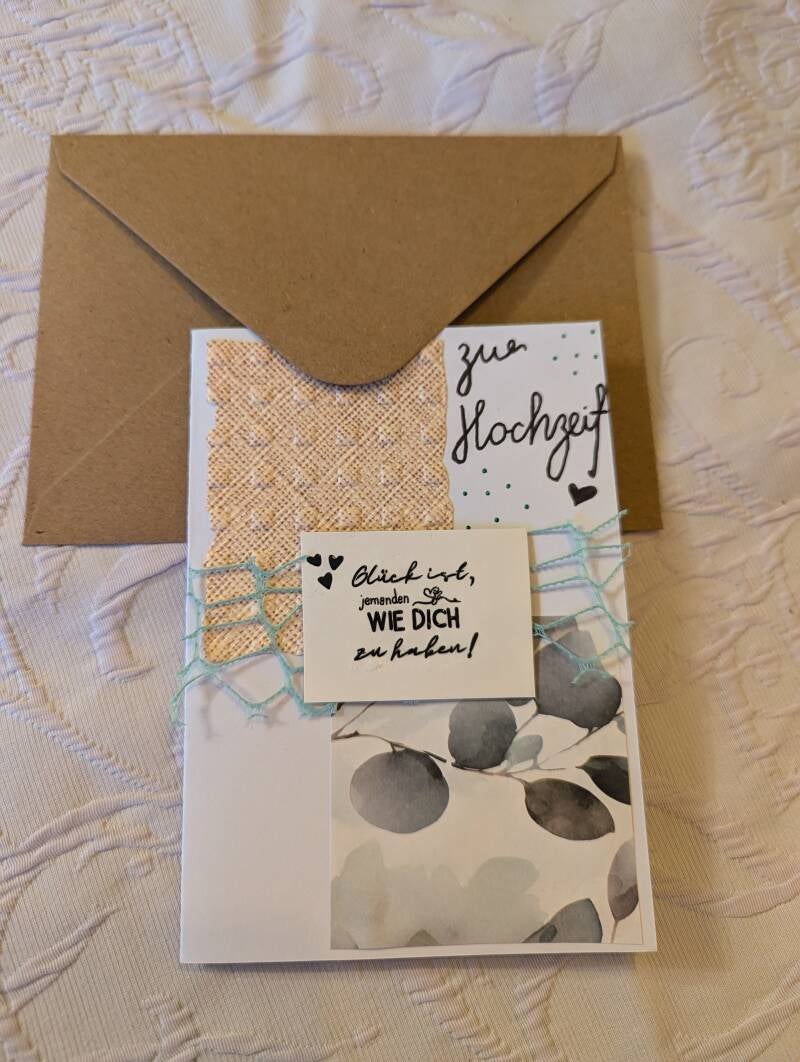 zur
Hochzeit
Glück ist,
jemanden
WIE DICH
zu haben!